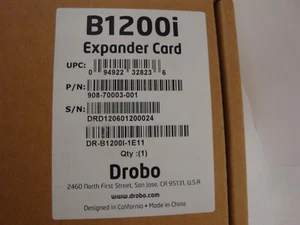 B1200i
Expander Card
UPC:
0 94922 32823 6
P/N:
908-70003-001
S/N:
DRD120601200024
DR-B1200I-1E11
Qty :(1)
Drobo
2460 North First Street, San Jose, CA 95131, U.S.A
www.drobo.com
Designed in California • Made in China